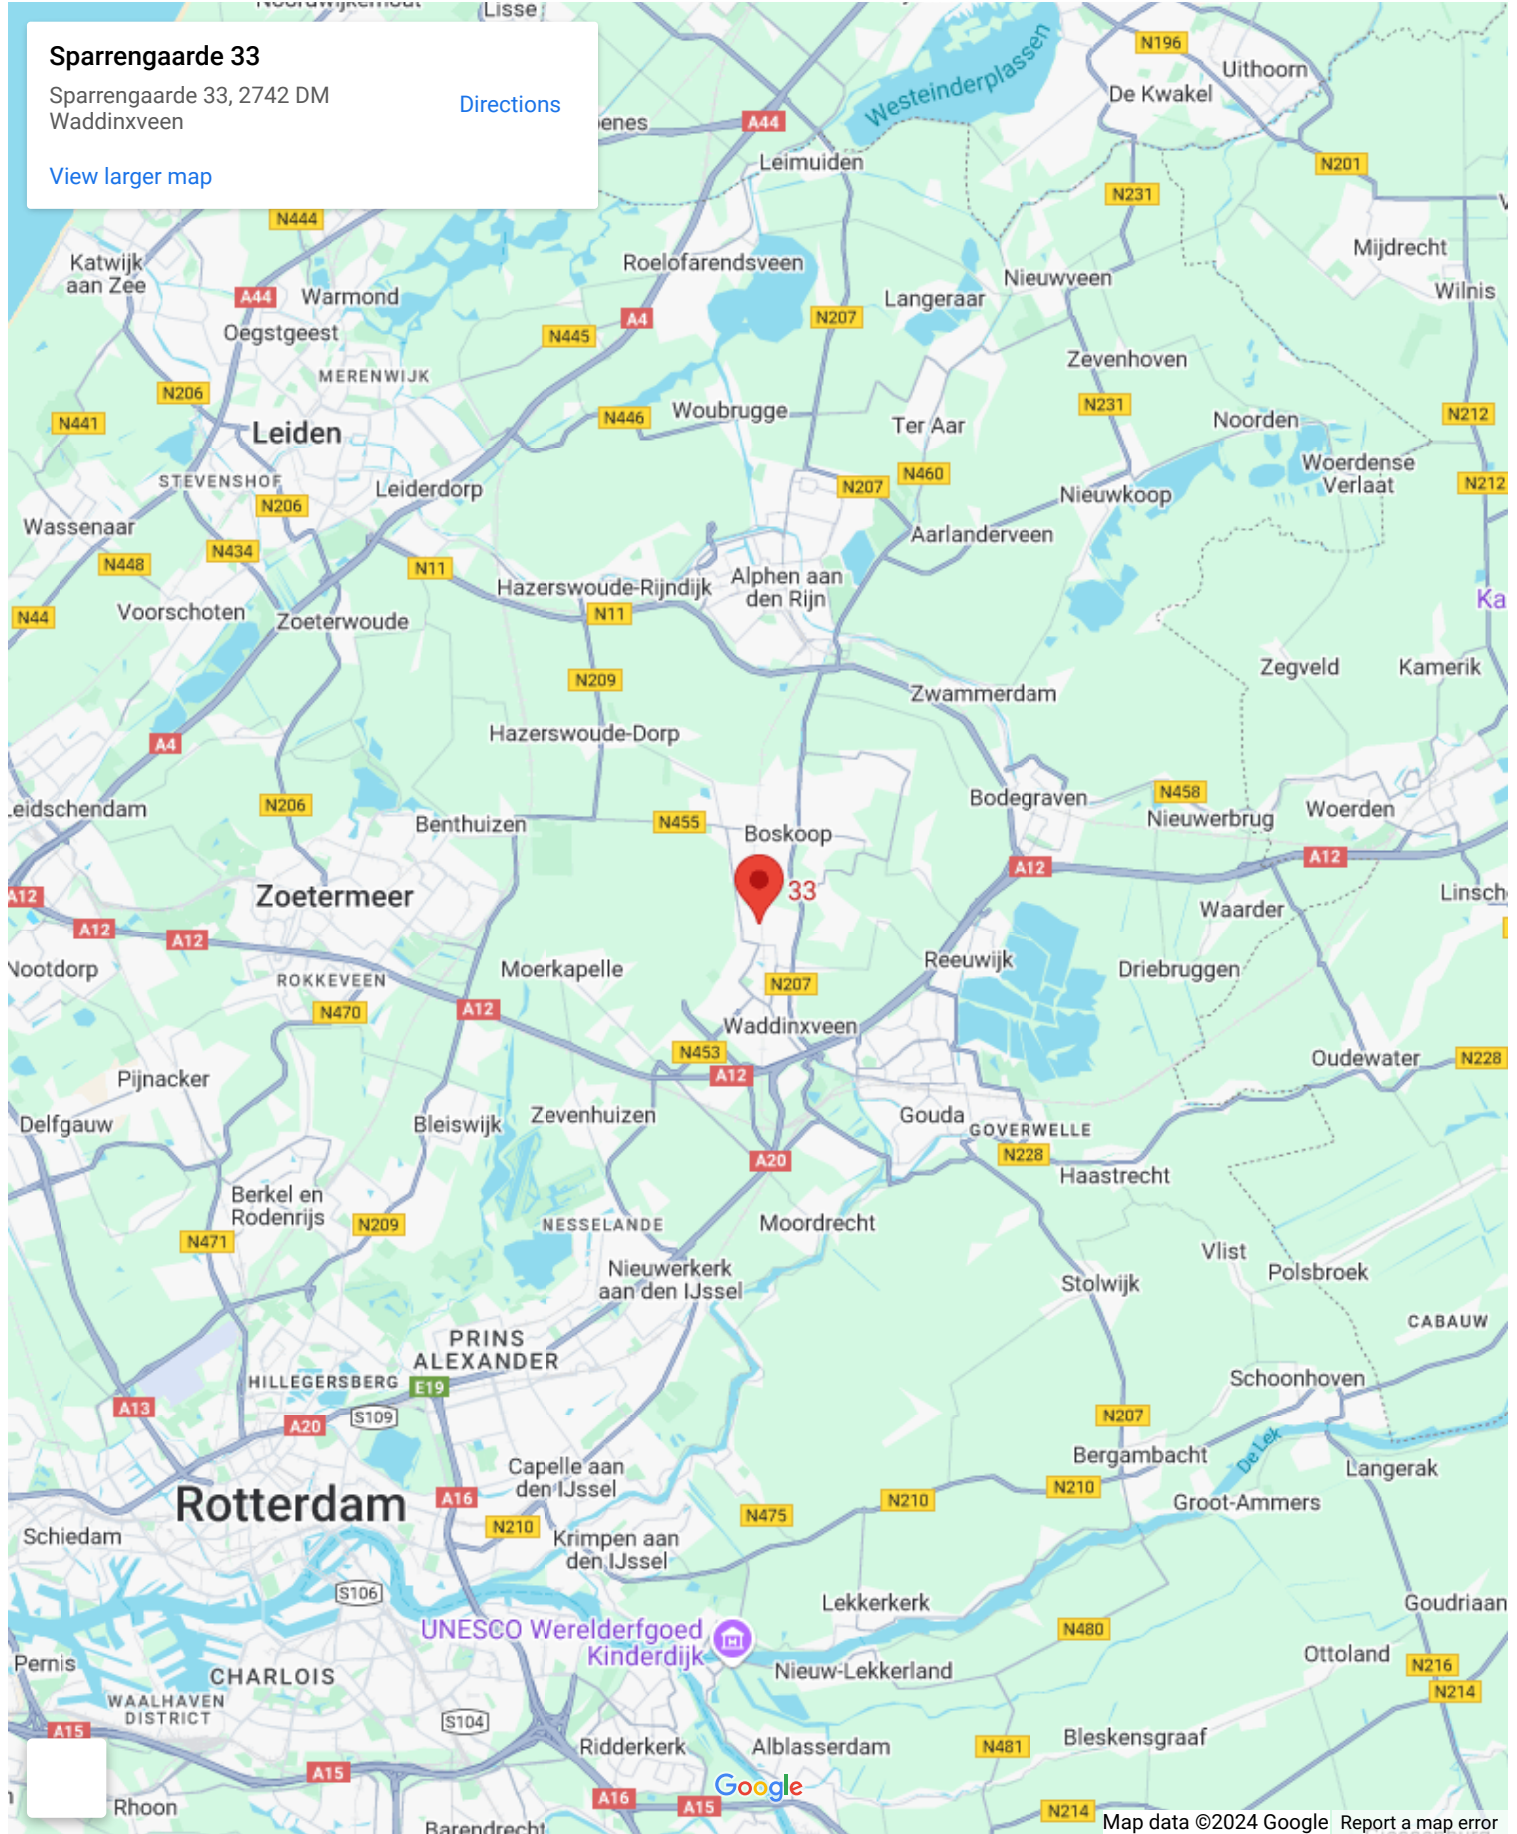 Noordwijkerhout
Lisse
Sparrengaarde 33
Sparrengaarde 33, 2742 DM
Waddinxveen
Directions
View larger map
N196
Uithoorn
Westeinderplassen
De Kwakel
A44
Leimuiden
N201
N231
N444
Katwijk
aan Zee
Roelofarendsveen
Mijdrecht
A44
Warmond
Nieuwveen
Langeraar
Wilnis
Oegstgeest
A4
N207
N445
Zevenhoven
MERENWIJK
N206
N441
Leiden
N446
Woubrugge
Ter Aar
N231
Noorden
N212
STEVENSHOF
Leiderdorp
N207
N460
Nieuwkoop
Woerdense
Verlaat
N212
N206
Wassenaar
Aarlanderveen
N434
N448
N11
Hazerswoude-Rijndijk
Alphen aan
den Rijn
N44
Voorschoten
Zoeterwoude
N11
Ka
N209
Zegveld
Kamerik
Zwammerdam
A4
Hazerswoude-Dorp
eidschendam
N206
Benthuizen
N455
Boskoop
Bodegraven
N458
Nieuwerbrug
Woerden
A12
Zoetermeer
33
A12
A12
Linsch
A12
A12
Waarder
Nootdorp
ROKKEVEEN
Moerkapelle
Reeuwijk
Driebruggen
N470
A12
N207
Waddinxveen
N453
A12
Oudewater
N228
Pijnacker
Delfgauw
Bleiswijk
Zevenhuizen
Gouda
GOVERWELLE
N228
A20
Haastrecht
Berkel en
Rodenrijs
N209
NESSELANDE
Moordrecht
N471
Vlist
Nieuwerkerk
aan den IJssel
Polsbroek
Stolwijk
PRINS
ALEXANDER
CABAUW
HILLEGERSBERG
E19
Schoonhoven
A13
A20
S109
N207
De Lek
Bergambacht
Capelle aan
den IJssel
Langerak
Rotterdam
A16
N210
N210
Groot-Ammers
N475
N210
Schiedam
Krimpen aan
den IJssel
S106
Lekkerkerk
Goudriaan
UNESCO Werelderfgoed
Kinderdijk
N480
Pernis
CHARLOIS
Nieuw-Lekkerland
Ottoland
N216
WAALHAVEN
DISTRICT
N214
S104
A15
Ridderkerk
Alblasserdam
N481
Bleskensgraaf
A15
Google
Rhoon
A16
A15
N214
Barendrecht
Map data ©2024 Google
Report a map error